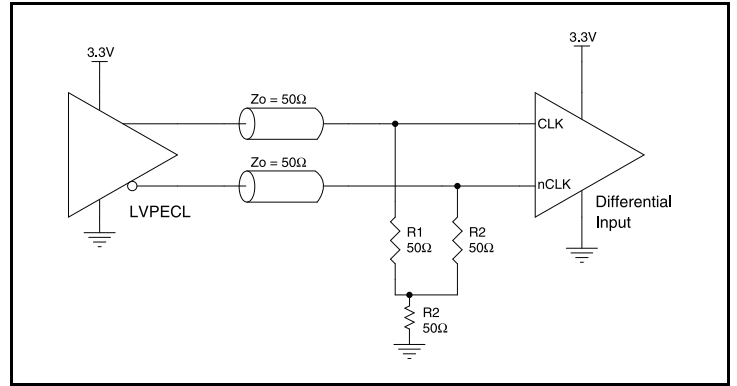 3.3V
3.3V
Zo = 50Ω
CLK
Zo = 50Ω
nCLK
LVPECL
Differential
Input
R1
50Ω
R2
50Ω
R2
50Ω